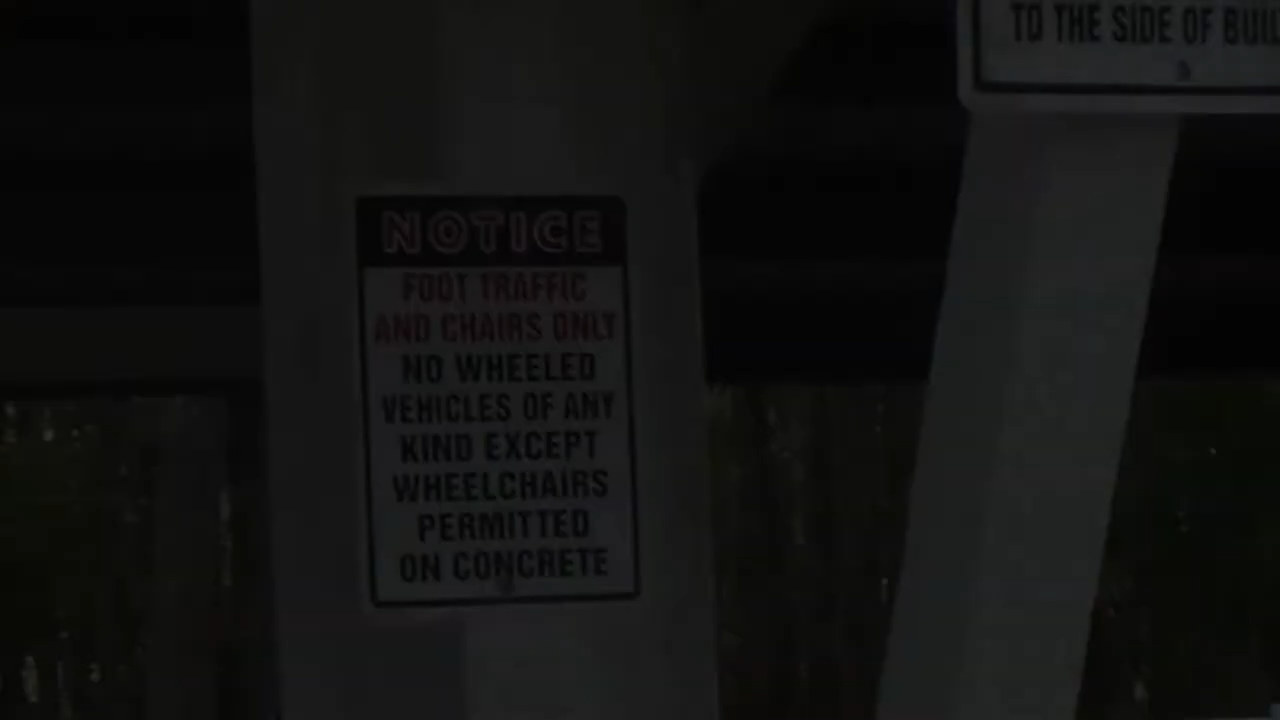 TO THE SIDE OF
NOTICE
FOOT TRAFFIC
AND CHAIRS ONLY
NO WHEELED
VEHICLES OF ANY
KIND EXCEPT
WHEELCHAIRS
PERMITTED
ON CONCRETE